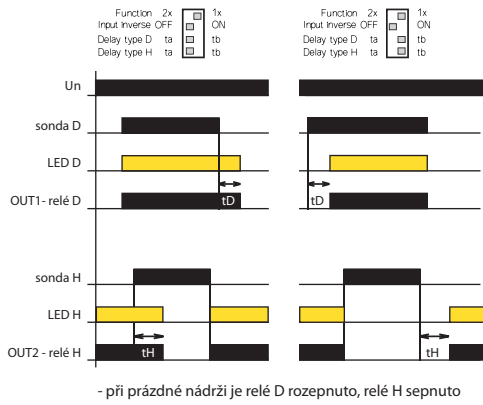 Function 2x 1x
Input Inverse OFF ON
Delay type D ta tb
Delay type H ta tb
Function 2x 1x
Input Inverse OFF ON
Delay type D ta tb
Delay type H ta tb
Un
sonda D
LED D
OUT1- relé D
tD
tD
sonda H
LED H
OUT2 - relé H
tH
tH
- při prázdné nádrži je relé D rozepnuto, relé H sepnuto